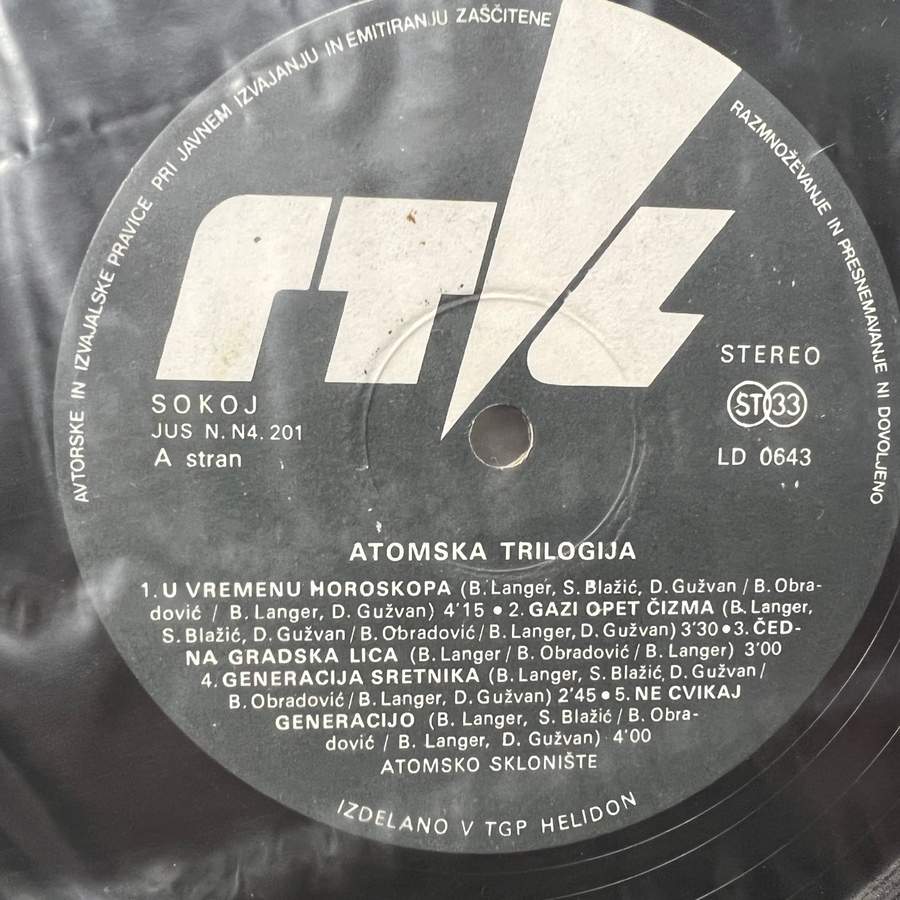 AVTORSKE IN IZVAJALSKE PRAVICE PRI JAVNEM IZVAJANJU IN EMITIRANJU ZAŠČITENE
RAZMNOŽEVANJE IN PRESNEMAVANJE NI DOVOLJENO
RTL
STEREO
SOKOJ
ST 33
JUS N. N4. 201
A stran
LD 0643
ATOMSKA TRILOGIJA
1. U VREMENU HOROSKOPA (B. Langer, S. Blažić, D. Gužvan / B. Obra-
dović / B. Langer, D. Gužvan) 4'15 • 2. GAZI OPET ČIZMA (B. Langer,
S. Blažić, D. Gužvan / B. Obradović / B. Langer, D. Gužvan) 3'30 • 3. ČED-
NA GRADSKA LICA (B. Langer / B. Obradović / B. Langer) 3'00
4. GENERACIJA SRETNIKA (B. Langer, S. Blažić, D. Gužvan /
B. Obradović / B. Langer, D. Gužvan) 2'45 • 5. NE CVIKAJ
GENERACIJO (B. Langer, S. Blažić / B. Obra-
dović / B. Langer, D. Gužvan) 4'00
ATOMSKO SKLONIŠTE
IZDELANO V TGP HELIDON